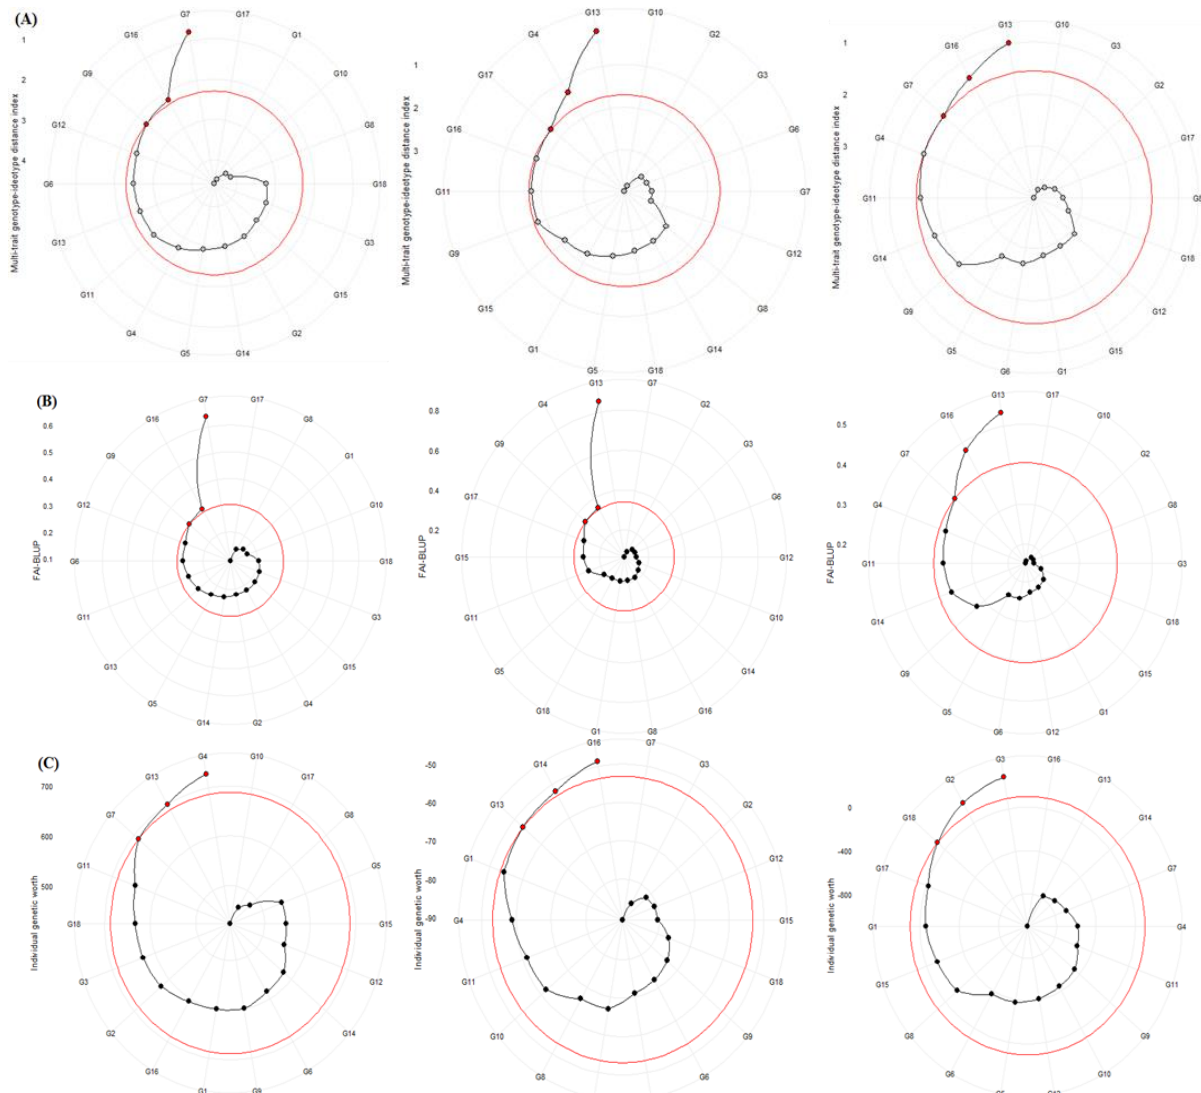 (A)
G7 G17
G16 G1
G9 G10
G12 G8
G6 G18
G13 G3
G11 G15
G4 G2
G5 G14
1
2
3
4
Multi-trait genotype-ideotype distance index
G13 G10
G4 G2
G17 G3
G16 G6
G11 G7
G9 G12
G15 G8
G1 G14
G5 G18
1
2
3
Multi-trait genotype-ideotype distance index
G13 G10
G16 G3
G7 G2
G4 G17
G11 G8
G14 G18
G9 G12
G5 G15
G6 G1
1
2
3
Multi-trait genotype-ideotype distance index
(B)
G7 G17
G16 G8
G9 G1
G12 G10
G6 G18
G11 G3
G13 G15
G5 G4
G14 G2
0.6
0.5
0.4
0.3
0.2
0.1
FAI-BLUP
G13 G7
G4 G2
G9 G3
G17 G6
G15 G12
G11 G10
G5 G14
G18 G16
G1 G8
0.8
0.6
0.4
0.2
FAI-BLUP
G13 G17
G16 G10
G7 G2
G4 G8
G11 G3
G14 G18
G9 G15
G5 G1
G6 G12
0.5
0.4
0.3
0.2
FAI-BLUP
(C)
G4 G10
G13 G17
G7 G8
G11 G5
G18 G15
G3 G12
G2 G14
G16 G6
G1 G9
700
600
500
Individual genetic worth
G16 G7
G14 G3
G13 G2
G1 G12
G4 G15
G11 G18
G10 G9
G8 G6
-50
-60
-70
-80
-90
Individual genetic worth
G3 G16
G2 G13
G18 G14
G17 G7
G1 G4
G15 G11
G8 G9
G6 G10
G5 G12
0
-400
-800
Individual genetic worth